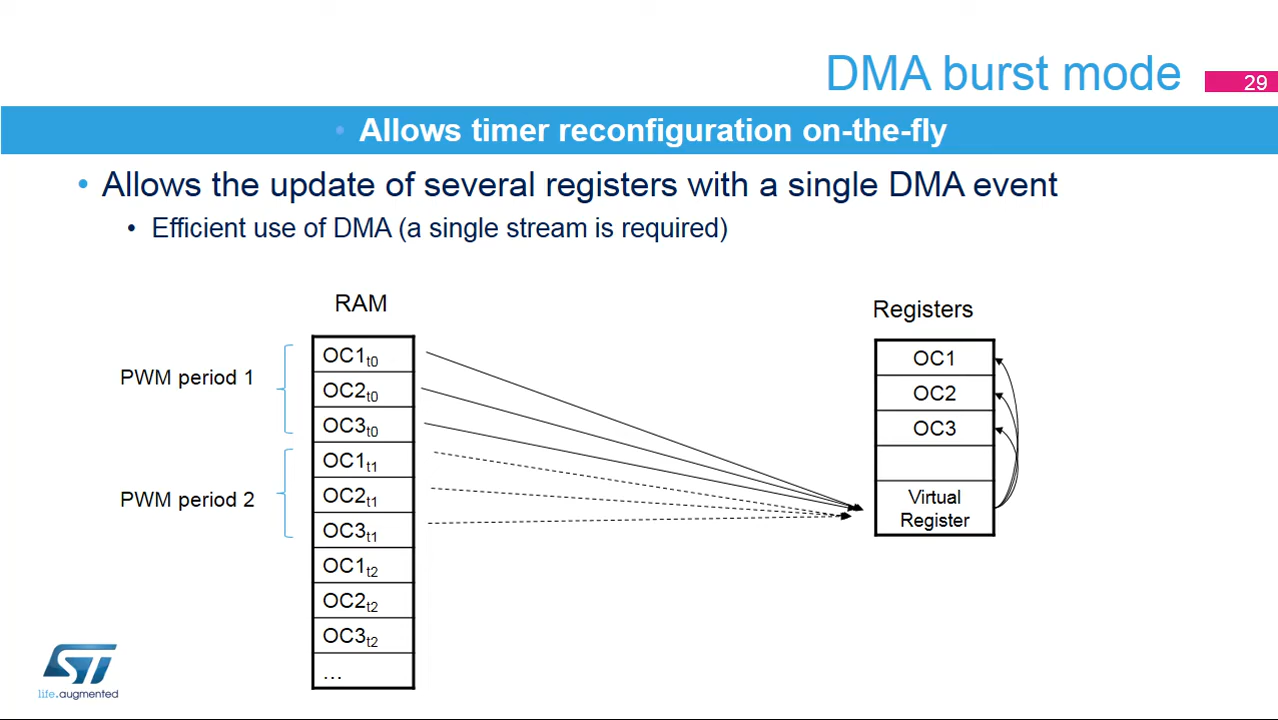 DMA burst mode
29
• Allows timer reconfiguration on-the-fly
• Allows the update of several registers with a single DMA event
• Efficient use of DMA (a single stream is required)
RAM
Registers
PWM period 1
PWM period 2
OC1t0
OC2t0
OC3t0
OC1t1
OC2t1
OC3t1
OC1t2
OC2t2
OC3t2
...
OC1
OC2
OC3
Virtual
Register
ST
life.augmented